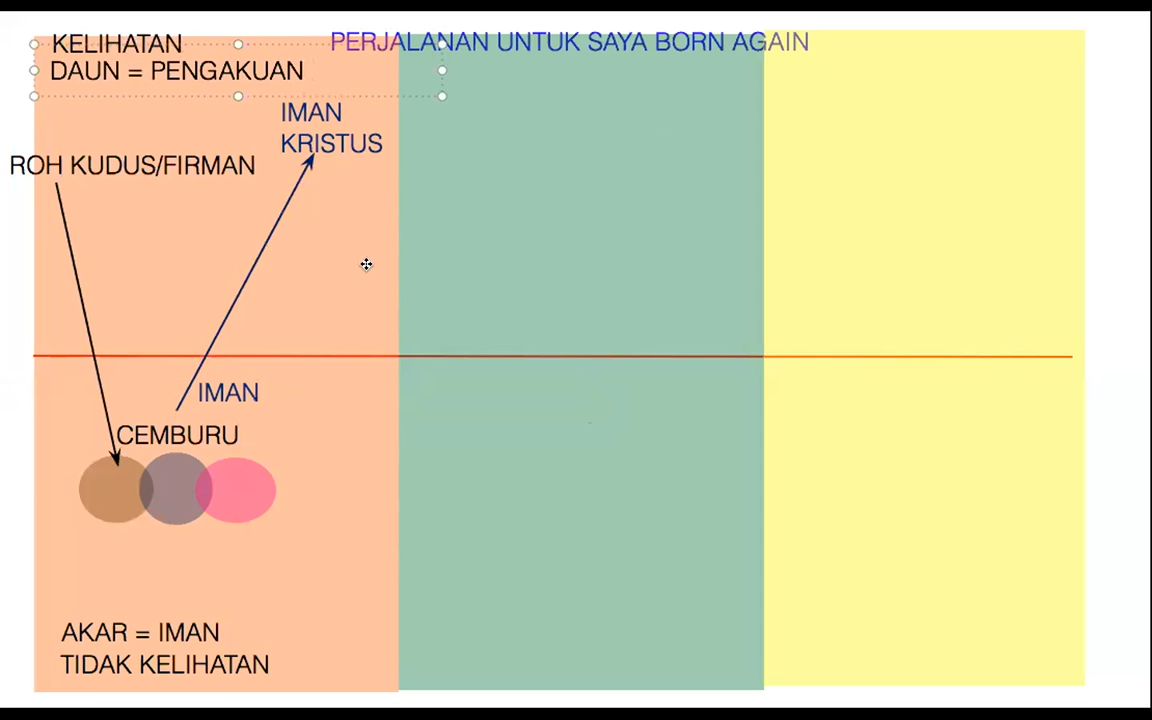 PERJALANAN UNTUK SAYA BORN AGAIN
KELIHATAN
DAUN = PENGAKUAN
IMAN
KRISTUS
ROH KUDUS/FIRMAN
IMAN
CEMBURU
AKAR = IMAN
TIDAK KELIHATAN